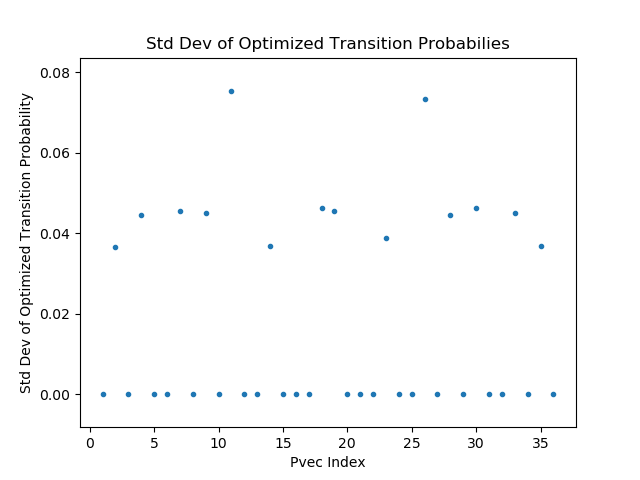 Std Dev of Optimized Transition Probabilies
Std Dev of Optimized Transition Probability
0.08
0.06
0.04
0.02
0.00
0 5 10 15 20 25 30 35
Pvec Index